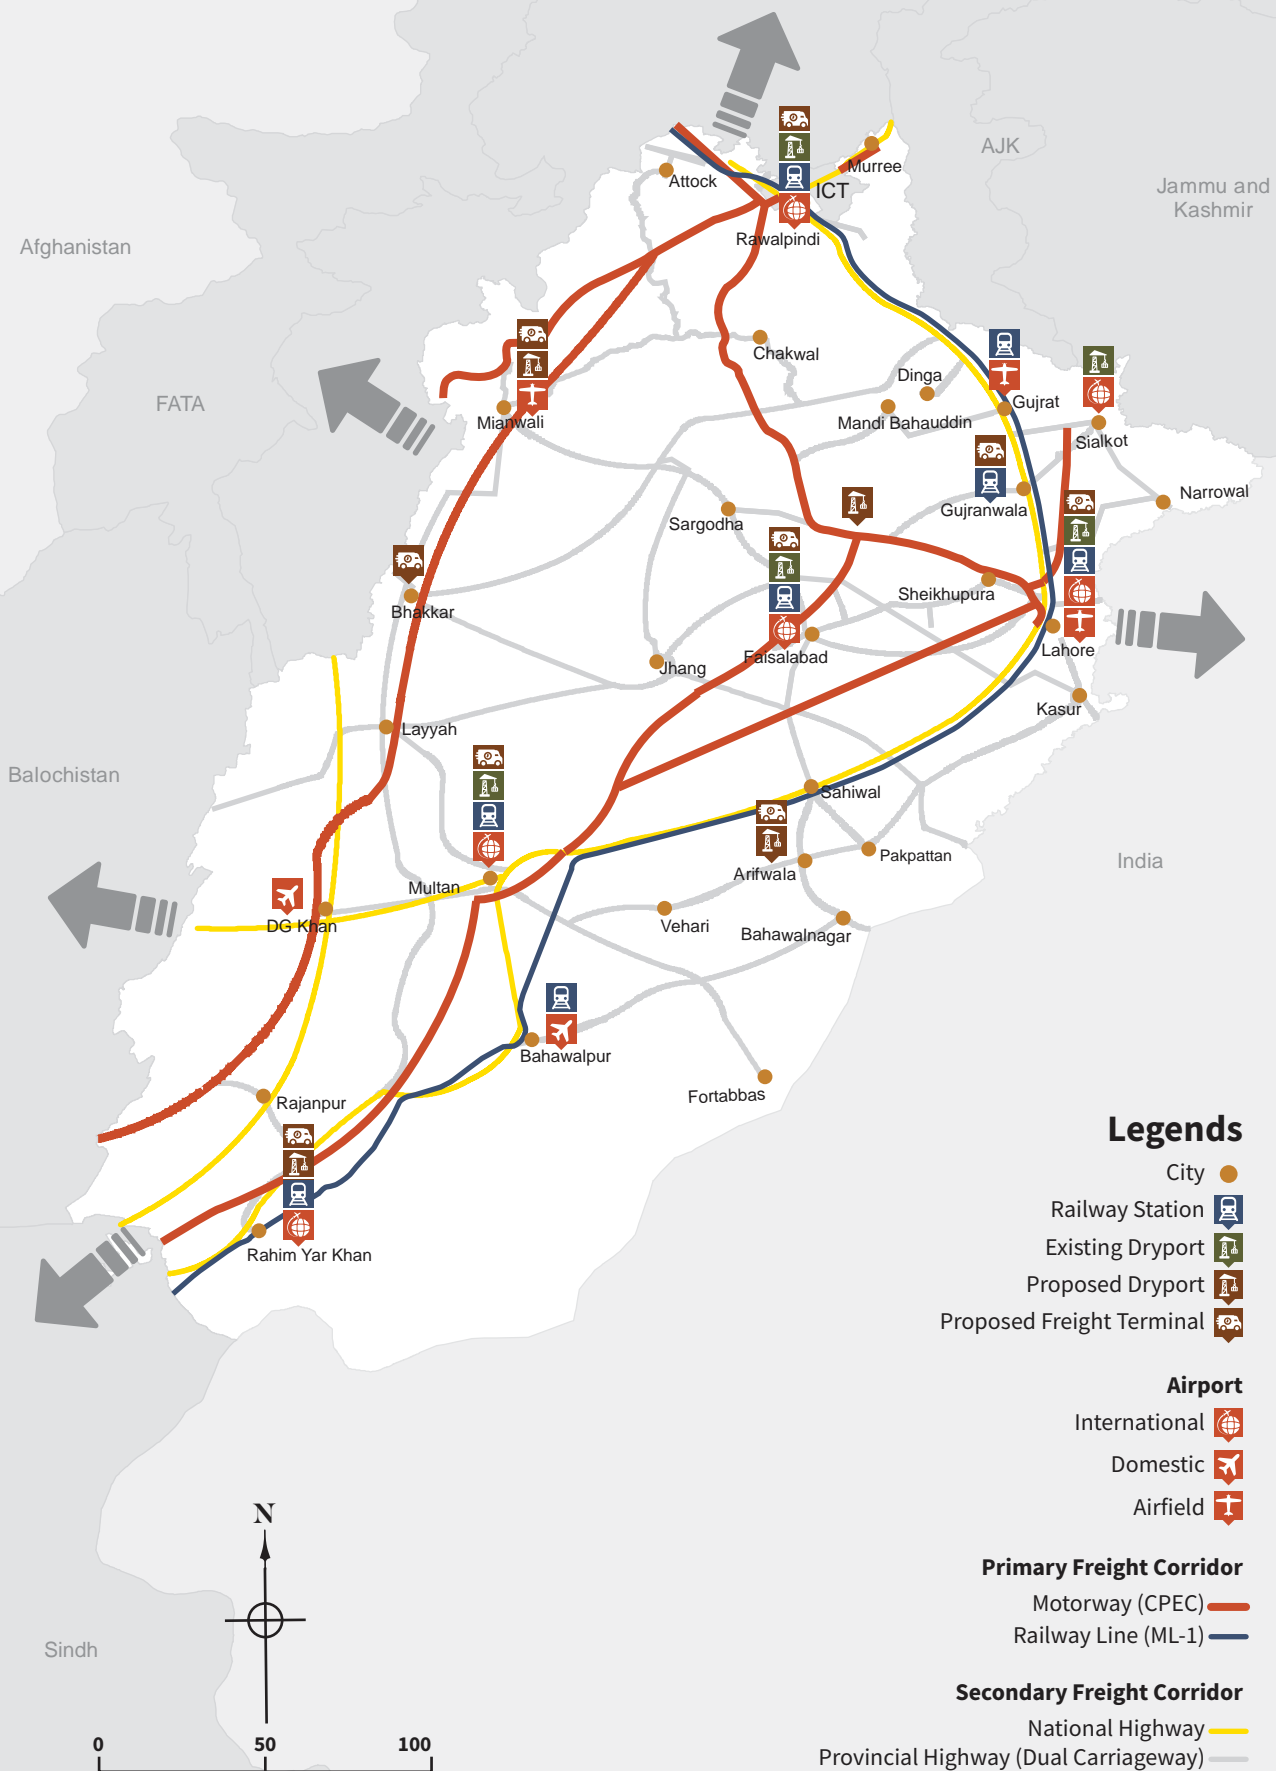 AJK
Jammu and
Kashmir
Afghanistan
FATA
Balochistan
India
Sindh
Attock
Murree
ICT
Rawalpindi
Chakwal
Dinga
Gujrat
Mandi Bahauddin
Sialkot
Mianwali
Narrowal
Gujranwala
Sargodha
Sheikhupura
Bhakkar
Lahore
Faisalabad
Jhang
Kasur
Layyah
Sahiwal
Pakpattan
Arifwala
Multan
DG Khan
Vehari
Bahawalnagar
Bahawalpur
Fortabbas
Rajanpur
Rahim Yar Khan
Legends
City
Railway Station
Existing Dryport
Proposed Dryport
Proposed Freight Terminal
Airport
International
Domestic
Airfield
Primary Freight Corridor
Motorway (CPEC)
Railway Line (ML-1)
Secondary Freight Corridor
National Highway
Provincial Highway (Dual Carriageway)
N
0 50 100